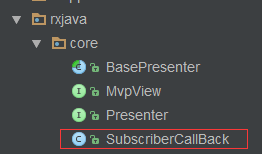 rxjava
core
BasePresenter
MvpView
Presenter
SubscriberCallBack